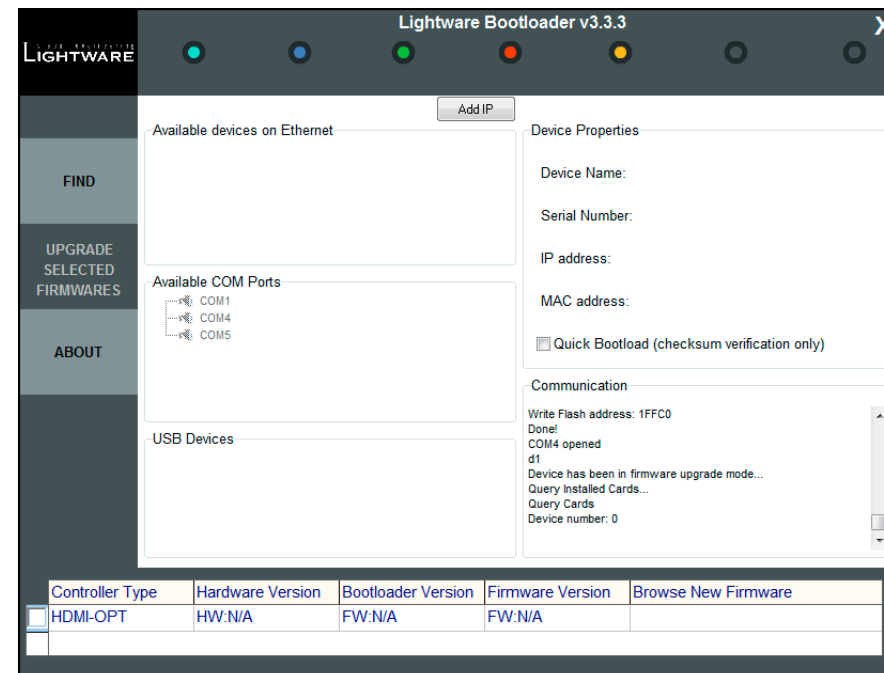 Lightware Bootloader v3.3.3
X
LIGHTWARE
Add IP
Available devices on Ethernet
Device Properties
Device Name:
FIND
Serial Number:
IP address:
UPGRADE
SELECTED
FIRMWARES
Available COM Ports
COM1
COM4
COM5
MAC address:
ABOUT
Quick Bootload (checksum verification only)
Communication
Write Flash address: 1FFC0
Done!
COM4 opened
d1
Device has been in firmware upgrade mode...
Query Installed Cards...
Query Cards
Device number: 0
USB Devices
Controller Type Hardware Version Bootloader Version Firmware Version Browse New Firmware
HDMI-OPT HW:N/A FW:N/A FW:N/A